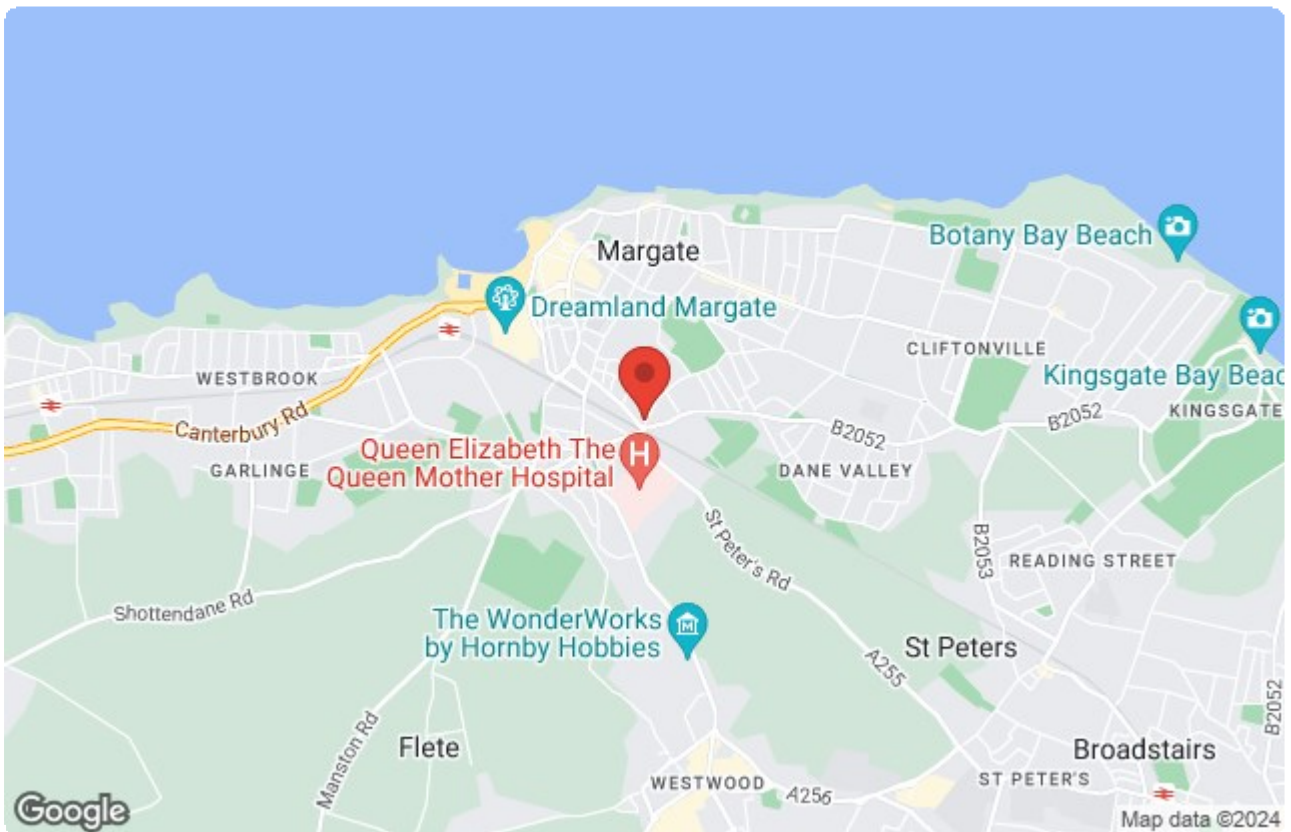 Botany Bay Beach
Margate
Dreamland Margate
CLIFTONVILLE
WESTBROOK
Kingsgate Bay Beac
KINGSGATE
B2052
Canterbury Rd
B2052
Queen Elizabeth The
Queen Mother Hospital
H
GARLINGE
DANE VALLEY
St Peter's Rd
B2053
READING STREET
Shottendane Rd
The WonderWorks
by Hornby Hobbies
M
St Peters
A255
B2052
Manston Rd
Flete
Broadstairs
WESTWOOD
ST PETER'S
A256
Google
Map data ©2024